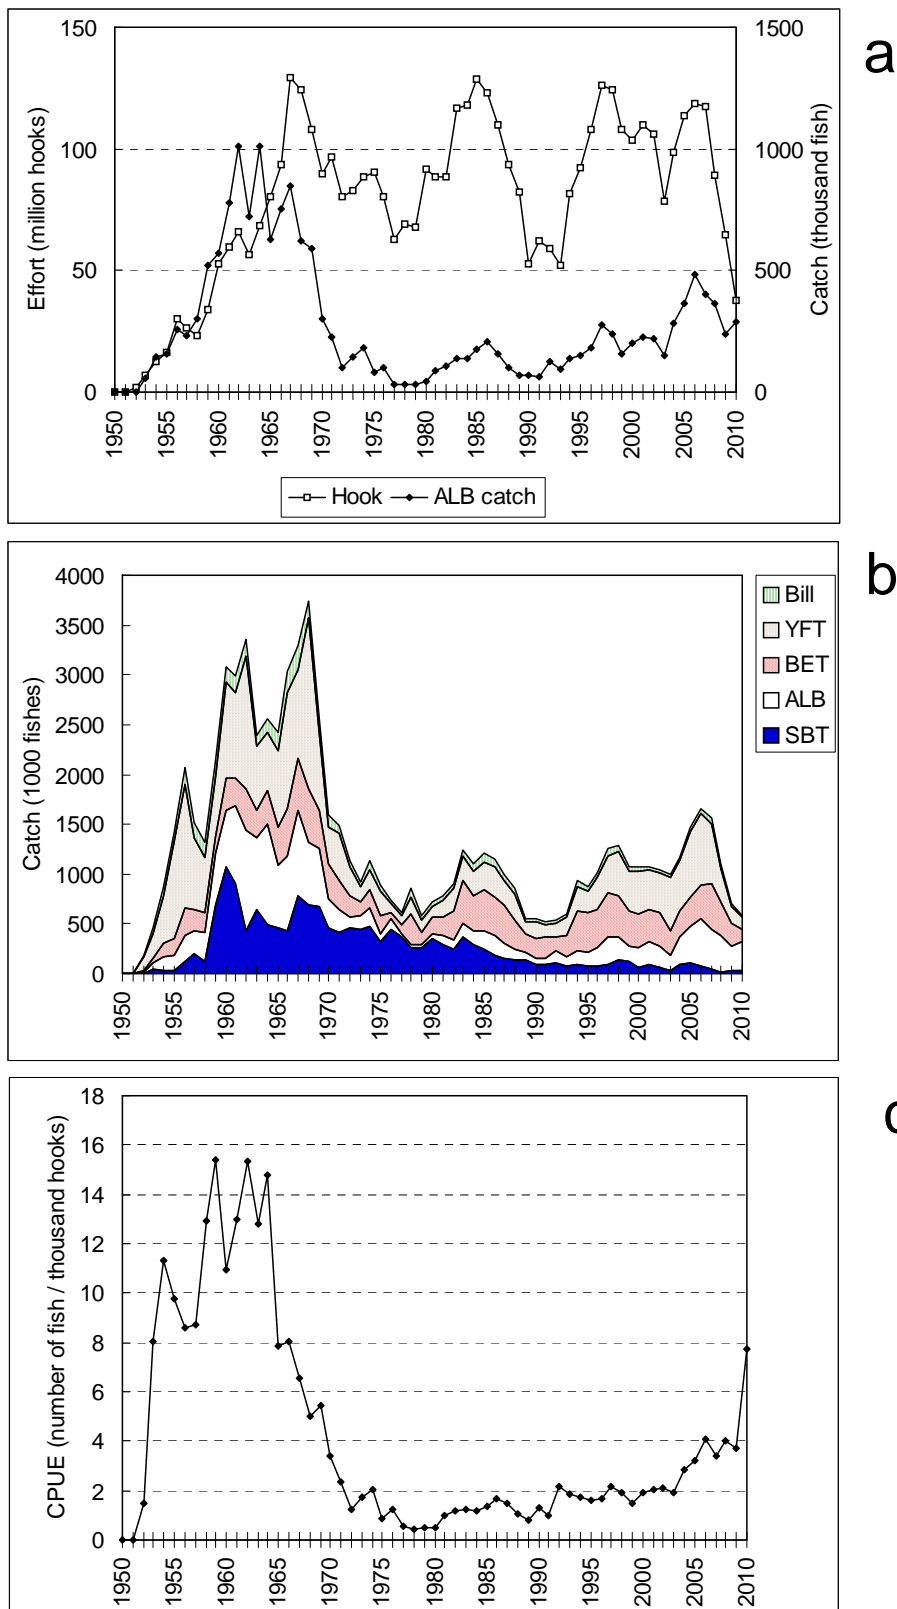 a
150
100
50
0
Effort (million hooks)
1500
1000
500
0
Catch (thousand fish)
1950 1955 1960 1965 1970 1975 1980 1985 1990 1995 2000 2005 2010
Hook ALB catch
b
4000
3500
3000
2500
2000
1500
1000
500
0
Catch (1000 fishes)
Bill
YFT
BET
ALB
SBT
1950 1955 1960 1965 1970 1975 1980 1985 1990 1995 2000 2005 2010
18
16
14
12
10
8
6
4
2
0
CPUE (number of fish / thousand hooks)
1950 1955 1960 1965 1970 1975 1980 1985 1990 1995 2000 2005 2010